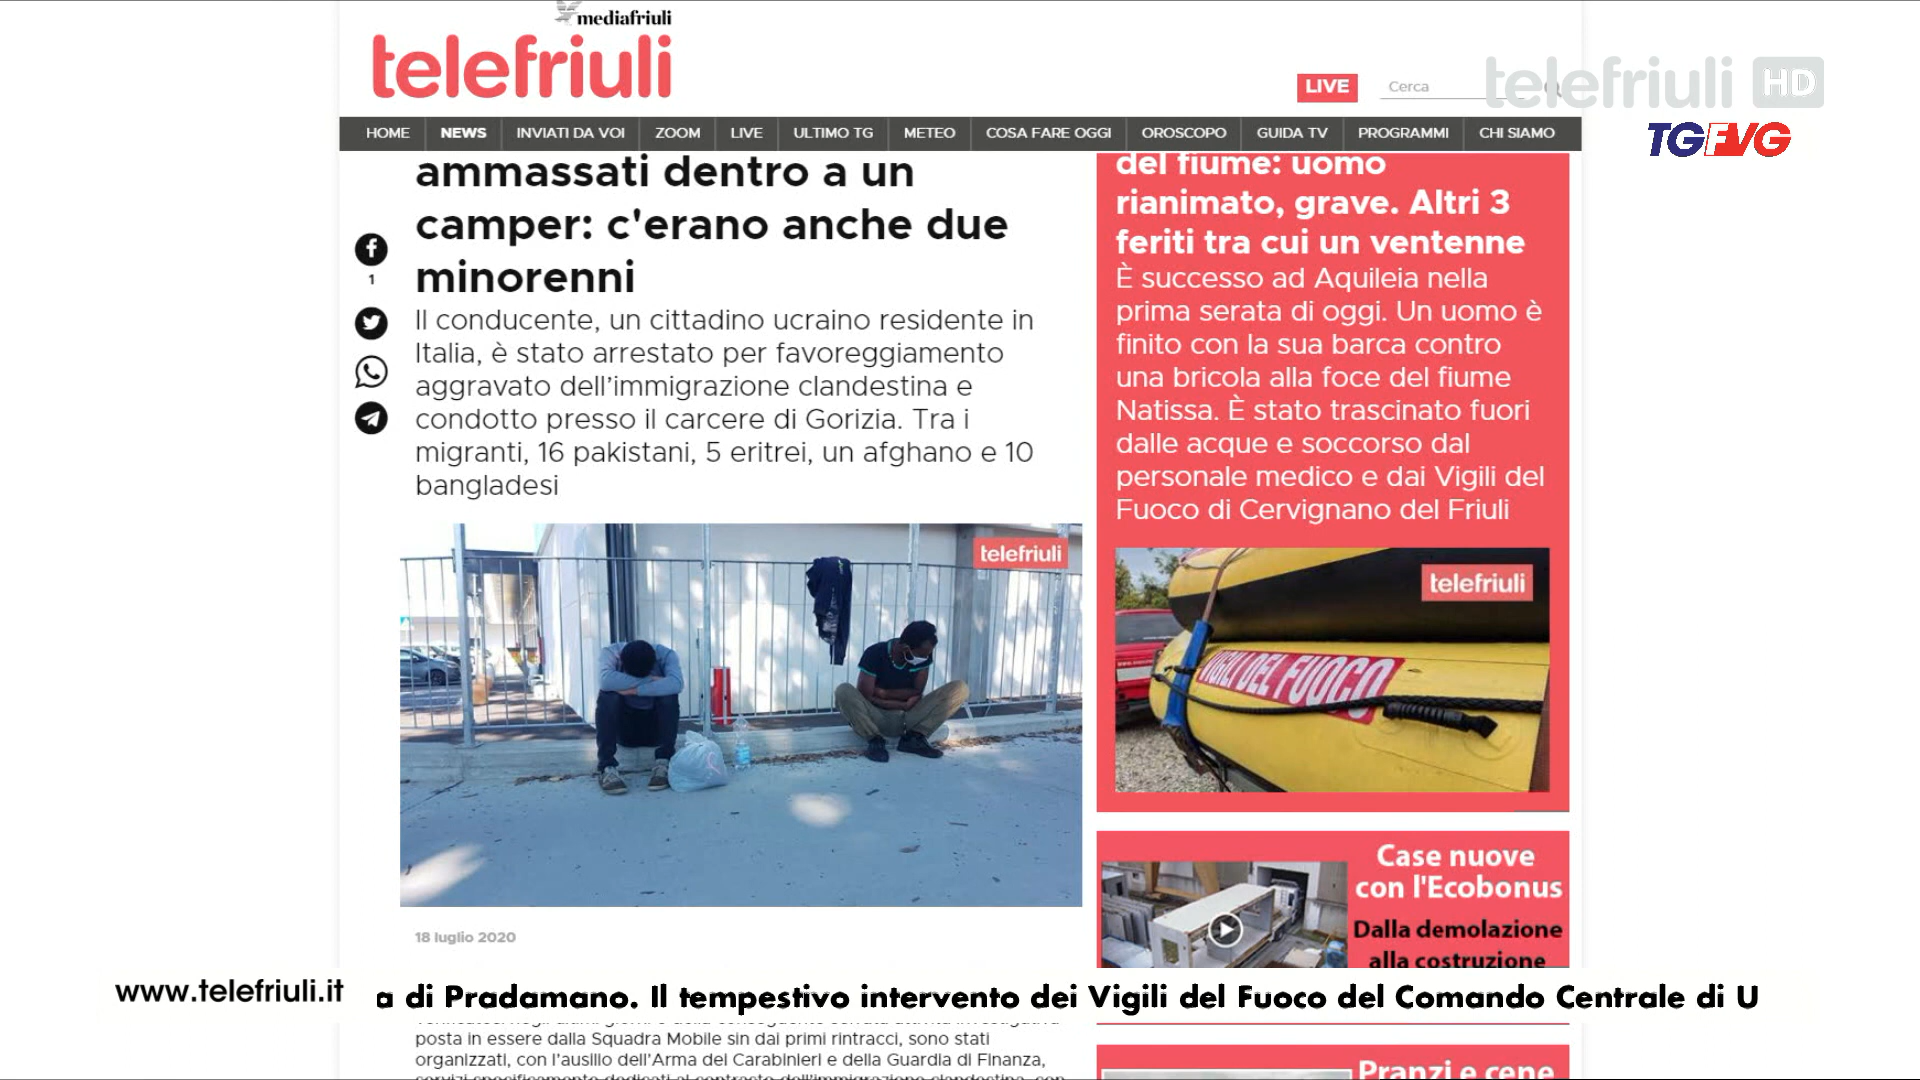 mediafriuli
telefriuli
LIVE
Cerca
telefriuli HD
TGFVG
HOME NEWS INVIATI DA VOI ZOOM LIVE ULTIMO TG METEO COSA FARE OGGI OROSCOPO GUIDA TV PROGRAMMI CHI SIAMO
ammassati dentro a un
camper: c'erano anche due
minorenni
1
Il conducente, un cittadino ucraino residente in
Italia, è stato arrestato per favoreggiamento
aggravato dell’immigrazione clandestina e
condotto presso il carcere di Gorizia. Tra i
migranti, 16 pakistani, 5 eritrei, un afghano e 10
bangladesi
telefriuli
18 luglio 2020
del fiume: uomo
rianimato, grave. Altri 3
feriti tra cui un ventenne
È successo ad Aquileia nella
prima serata di oggi. Un uomo è
finito con la sua barca contro
una bricola alla foce del fiume
Natissa. È stato trascinato fuori
dalle acque e soccorso dal
personale medico e dai Vigili del
Fuoco di Cervignano del Friuli
telefriuli
VIGILI DEL FUOCO
Case nuove
con l'Ecobonus
Dalla demolazione
alla costruzione
www.telefriuli.it a di Pradamano. Il tempestivo intervento dei Vigili del Fuoco del Comando Centrale di U
posta in essere dalla Squadra Mobile sin dai primi rintracci, sono stati
organizzati, con l’ausilio dell’Arma dei Carabinieri e della Guardia di Finanza,
Pranzi e cene